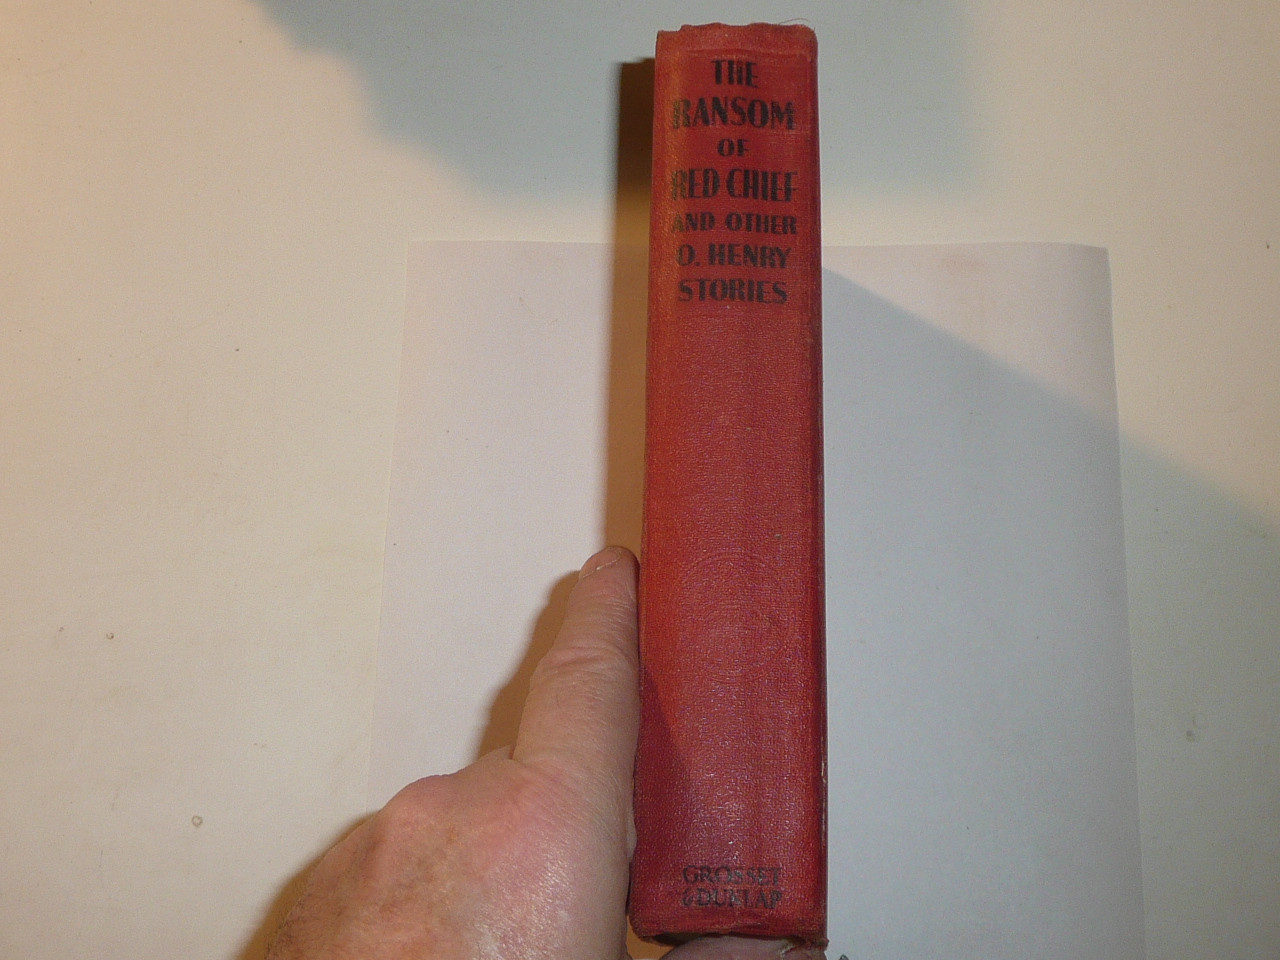 THE
RANSOM
OF
RED CHIEF
AND OTHER
O. HENRY
STORIES
GROSSET
& DUNLAP